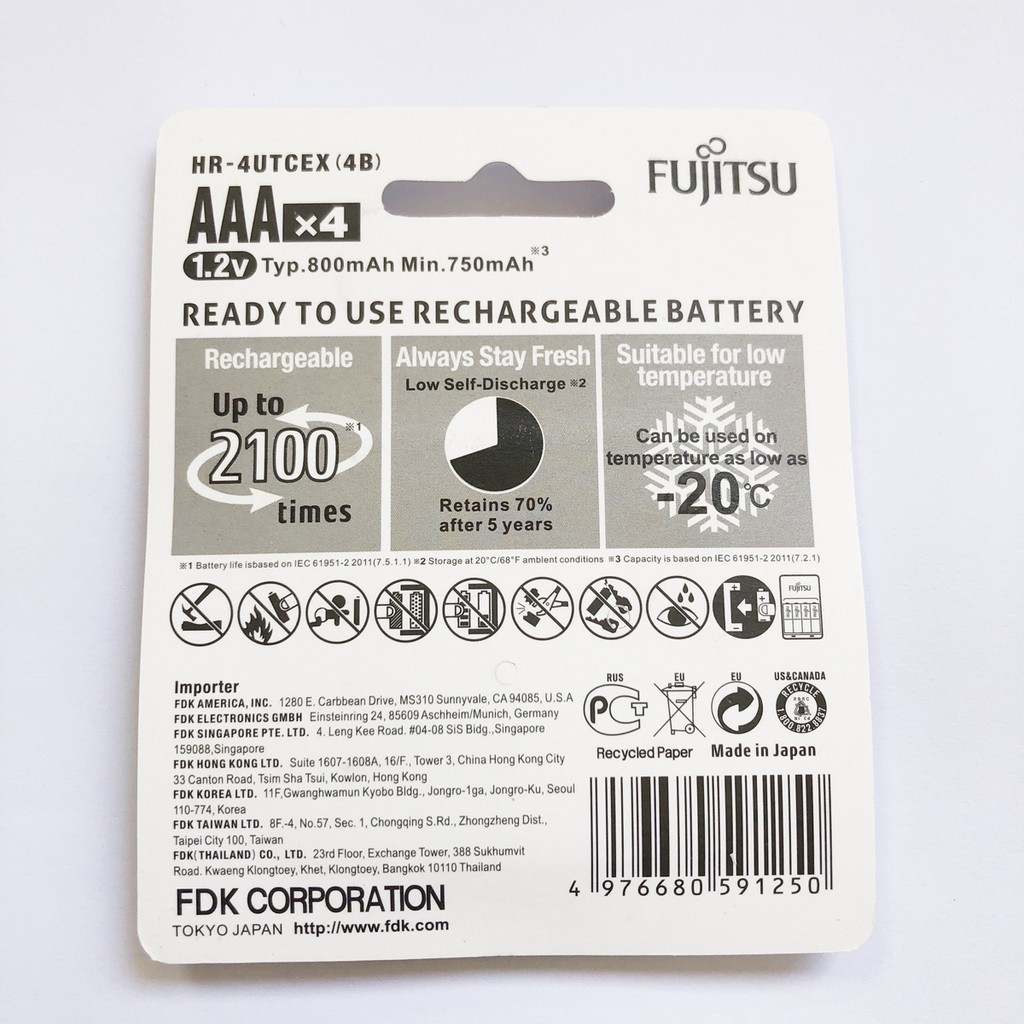 HR-4UTCEX(4B)
FUJITSU
AAA ×4
1.2V Typ.800mAh Min.750mAh ※3
READY TO USE RECHARGEABLE BATTERY
Rechargeable
Up to
2100 ※1
times
Always Stay Fresh
Low Self-Discharge ※2
Retains 70%
after 5 years
Suitable for low
temperature
Can be used on
temperature as low as
-20℃
※1 Battery life isbased on IEC 61951-2 2011(7.5.1.1) ※2 Storage at 20°C/68°F ambient conditions ※3 Capacity is based on IEC 61951-2 2011(7.2.1)
FUJITSU
Importer
FDK AMERICA, INC. 1280 E. Carbbean Drive, MS310 Sunnyvale, CA 94085, U.S.A
FDK ELECTRONICS GMBH Einsteinring 24, 85609 Aschheim/Munich, Germany
FDK SINGAPORE PTE. LTD. 4. Leng Kee Road. #04-08 SiS Bidg.,Singapore
159088,Singapore
FDK HONG KONG LTD. Suite 1607-1608A, 16/F., Tower 3, China Hong Kong City
33 Canton Road, Tsim Sha Tsui, Kowlon, Hong Kong
FDK KOREA LTD. 11F,Gwanghwamun Kyobo Bldg., Jongro-1ga, Jongro-Ku, Seoul
110-774, Korea
FDK TAIWAN LTD. 8F.-4, No.57, Sec. 1, Chongqing S.Rd., Zhongzheng Dist.,
Taipei City 100, Taiwan
FDK(THAILAND) CO., LTD. 23rd Floor, Exchange Tower, 388 Sukhumvit
Road. Kwaeng Klongtoey, Khet, Klongtoey, Bangkok 10110 Thailand
FDK CORPORATION
TOKYO JAPAN http://www.fdk.com
RUS
EU
EU
US&CANADA
RECYCLE
1.800.822.8837
Recycled Paper
Made in Japan
4 976680 591250